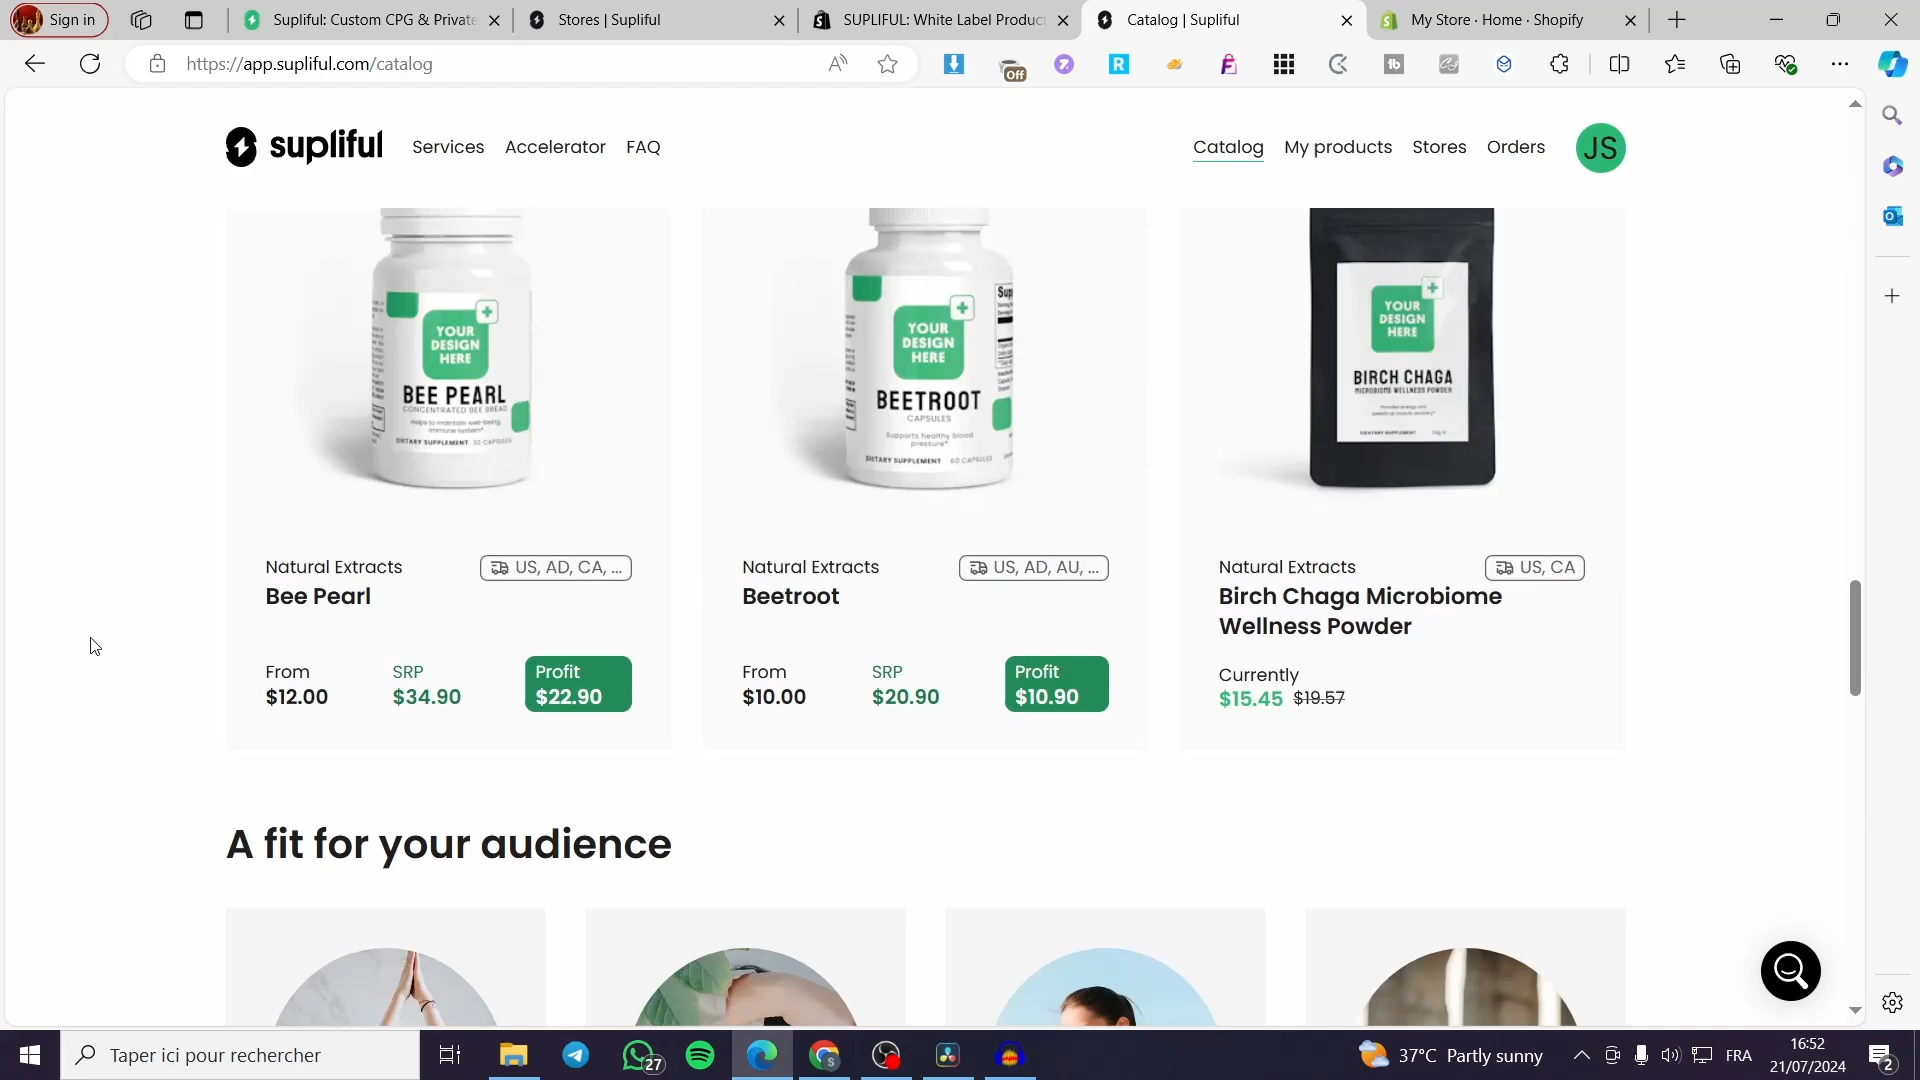 Sign in
Supliful: Custom CPG & Private
Stores | Supliful
SUPLIFUL: White Label Product
Catalog | Supliful
My Store · Home · Shopify
https://app.supliful.com/catalog
Off
supliful
Services
Accelerator
FAQ
Catalog
My products
Stores
Orders
JS
YOUR
DESIGN
HERE
BEE PEARL
CONCENTRATED BEE BREAD
Helps to maintain well-being,
immune system*
DIETARY SUPPLEMENT 30 CAPSULES
YOUR
DESIGN
HERE
BEETROOT
CAPSULES
Supports healthy blood
pressure*
DIETARY SUPPLEMENT 60 CAPSULES
YOUR
DESIGN
HERE
BIRCH CHAGA
MICROBIOME WELLNESS POWDER
DIETARY SUPPLEMENT
Natural Extracts
US, AD, CA, ...
Bee Pearl
From
$12.00
SRP
$34.90
Profit
$22.90
Natural Extracts
US, AD, AU, ...
Beetroot
From
$10.00
SRP
$20.90
Profit
$10.90
Natural Extracts
US, CA
Birch Chaga Microbiome
Wellness Powder
Currently
$15.45 $19.57
A fit for your audience
Taper ici pour rechercher
27
37°C Partly sunny
FRA
16:52
21/07/2024
2